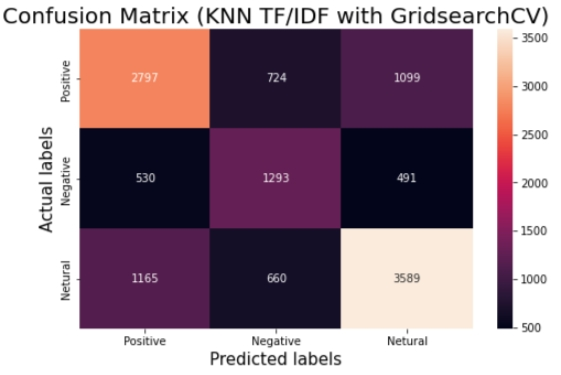 Confusion Matrix (KNN TF/IDF with GridsearchCV)
Actual labels
Positive
2797
724
1099
Negative
530
1293
491
Netural
1165
660
3589
Positive
Negative
Netural
Predicted labels
3500
3000
2500
2000
1500
1000
500